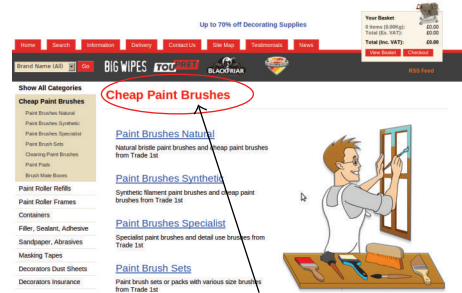 Up to 70% off Decorating Supplies
Your Basket
0 items (0.00Kg): £0.00
Total (Ex. VAT): £0.00
Total (Inc. VAT): £0.00
View Basket Checkout
Home Search Information Delivery Contact Us Site Map Testimonials News
Brand Name (All) Go BIG WIPES TOUPRET BLACKFRIAR RSS Feed
Show All Categories
Cheap Paint Brushes
Paint Brushes Natural
Paint Brushes Synthetic
Paint Brushes Specialist
Paint Brush Sets
Cleaning Paint Brushes
Paint Pads
Brush Mate Boxes
Paint Roller Refills
Paint Roller Frames
Containers
Filler, Sealant, Adhesive
Sandpaper, Abrasives
Masking Tapes
Decorators Dust Sheets
Decorators Insurance
Cheap Paint Brushes
Paint Brushes Natural
Natural bristle paint brushes and cheap paint brushes
from Trade 1st
Paint Brushes Synthetic
Synthetic filament paint brushes and cheap paint
brushes from Trade 1st
Paint Brushes Specialist
Specialist paint brushes and detail use brushes from
Trade 1st
Paint Brush Sets
Paint brush sets or packs with various size brushes
from Trade 1st